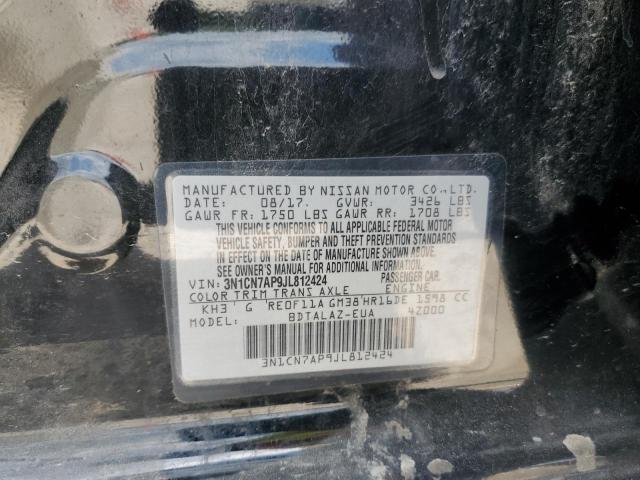 MANUFACTURED BY NISSAN MOTOR CO.,LTD.
DATE: 08/17. GVWR: 3426 LBS
GAWR FR: 1750 LBS GAWR RR: 1708 LBS
THIS VEHICLE CONFORMS TO ALL APPLICABLE FEDERAL MOTOR
VEHICLE SAFETY, BUMPER AND THEFT PREVENTION STANDARDS
IN EFFECT ON THE DATE OF MANUFACTURE SHOWN ABOVE.
SEE OWNER'S MANUAL FOR ADDITIONAL INFORMATION.
VIN: 3N1CN7AP9JL812424 PASSENGER CAR.
COLOR TRIM TRANS AXLE ENGINE
KH3 ' G 'RE0F11A GM38'HR16DE 1598 CC
MODEL: BDTALAZ-EUA 42000
3N1CN7AP9JL812424